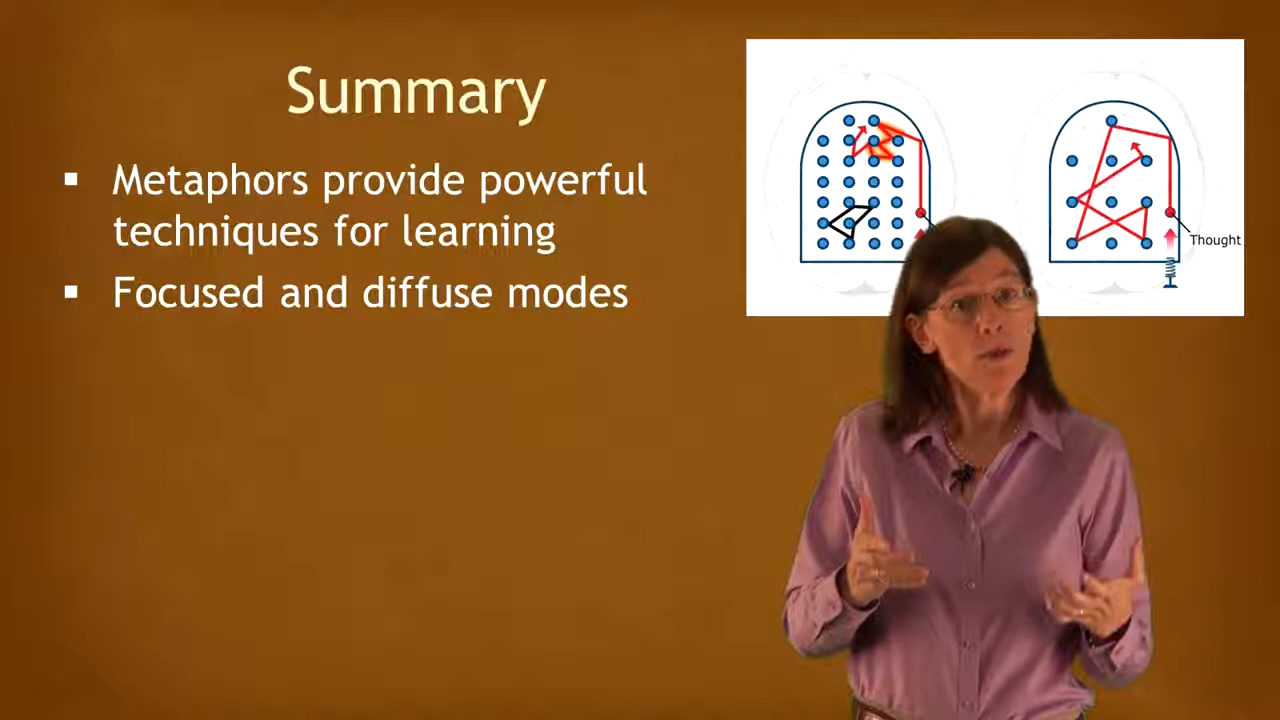 Summary
▪ Metaphors provide powerful
techniques for learning
▪ Focused and diffuse modes
Thought